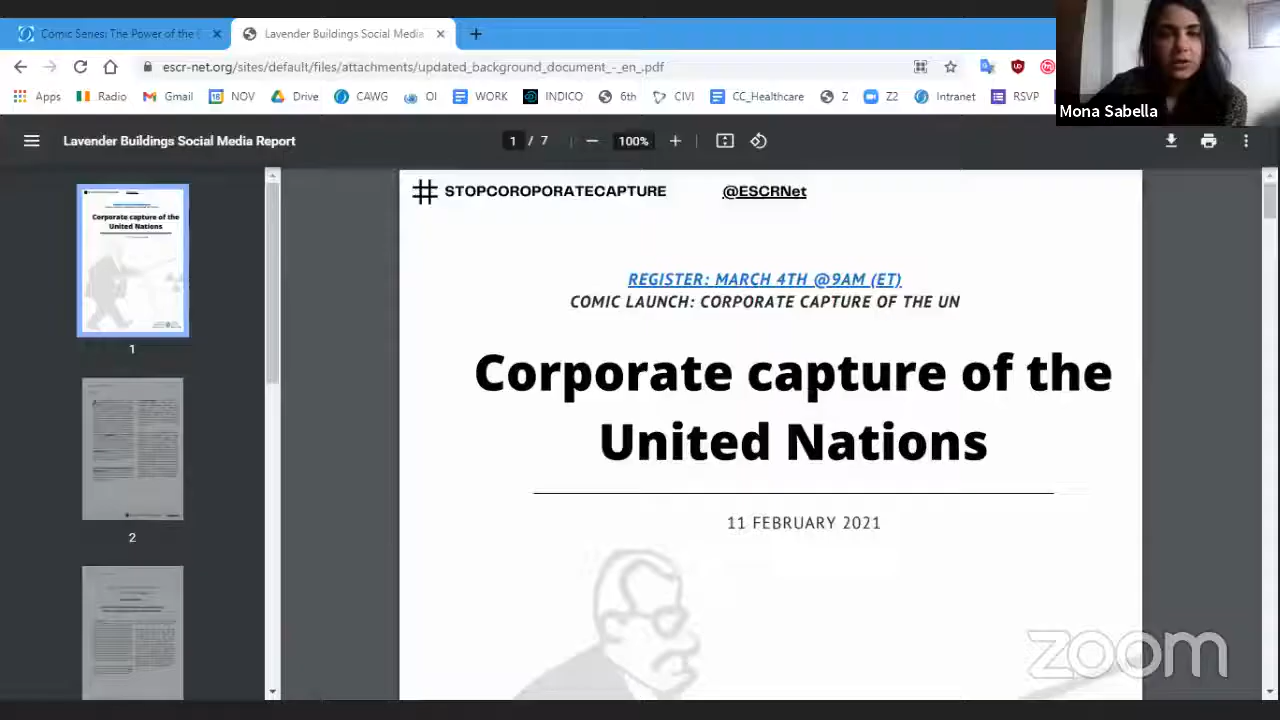 Comic Series: The Power of the
Lavender Buildings Social Media
escr-net.org/sites/default/files/attachments/updated_background_document_-_en_.pdf
Apps
Radio
Gmail
NOV
Drive
CAWG
OI
WORK
INDICO
6th
CIVI
CC_Healthcare
Z
Z2
Intranet
RSVP
Mona Sabella
Lavender Buildings Social Media Report
1 / 7
100%
# STOPCOROPORATECAPTURE
@ESCRNet
REGISTER: MARCH 4TH @9AM (ET)
COMIC LAUNCH: CORPORATE CAPTURE OF THE UN
Corporate capture of the
United Nations
11 FEBRUARY 2021
Corporate capture of the
United Nations
1
2
zoom